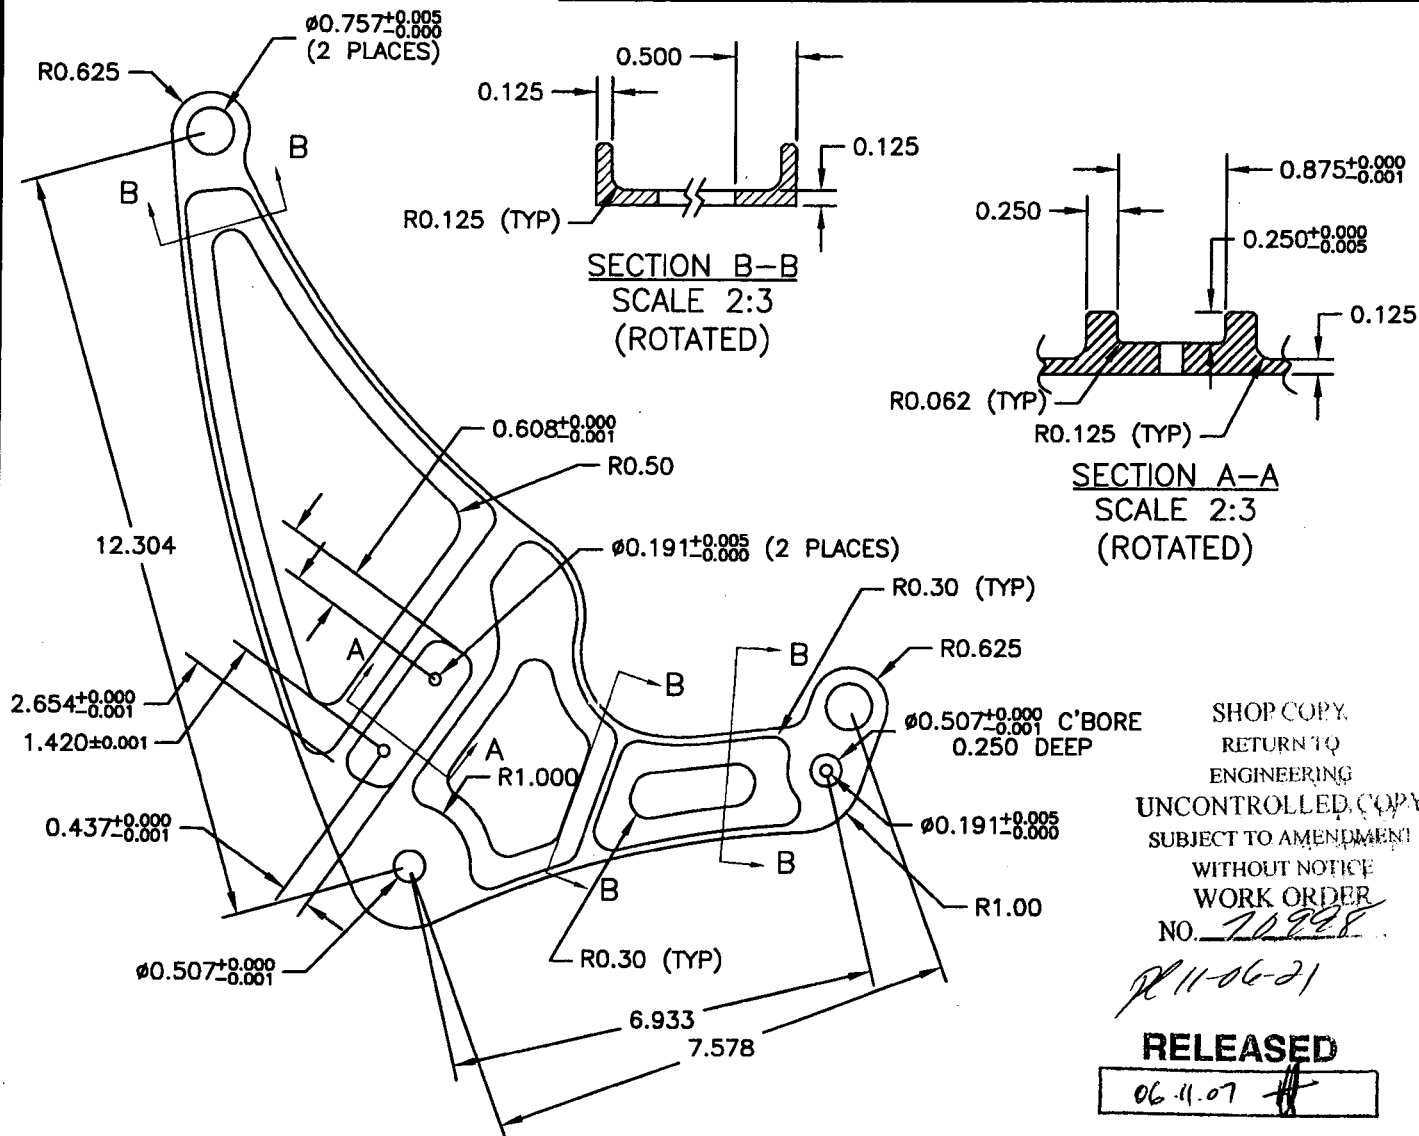 ø0.757+0.005-0.000
(2 PLACES)
R0.625
B
B
0.500
0.125
0.125
R0.125 (TYP)
SECTION B-B
SCALE 2:3
(ROTATED)
0.875+0.000-0.001
0.250
0.250+0.000-0.005
0.125
R0.062 (TYP)
R0.125 (TYP)
SECTION A-A
SCALE 2:3
(ROTATED)
0.608+0.000-0.001
R0.50
12.304
ø0.191+0.005-0.000 (2 PLACES)
R0.30 (TYP)
A
B
B
R0.625
2.654+0.000-0.001
1.420±0.001
ø0.507+0.000-0.001 C'BORE
0.250 DEEP
A
R1.000
0.437+0.000-0.001
ø0.191+0.005-0.000
B
B
R1.00
ø0.507+0.000-0.001
R0.30 (TYP)
6.933
7.578
SHOP COPY
RETURN TO
ENGINEERING
UNCONTROLLED COPY
SUBJECT TO AMENDMENT
WITHOUT NOTICE
WORK ORDER
NO.
11-06-21
RELEASED
06.11.07